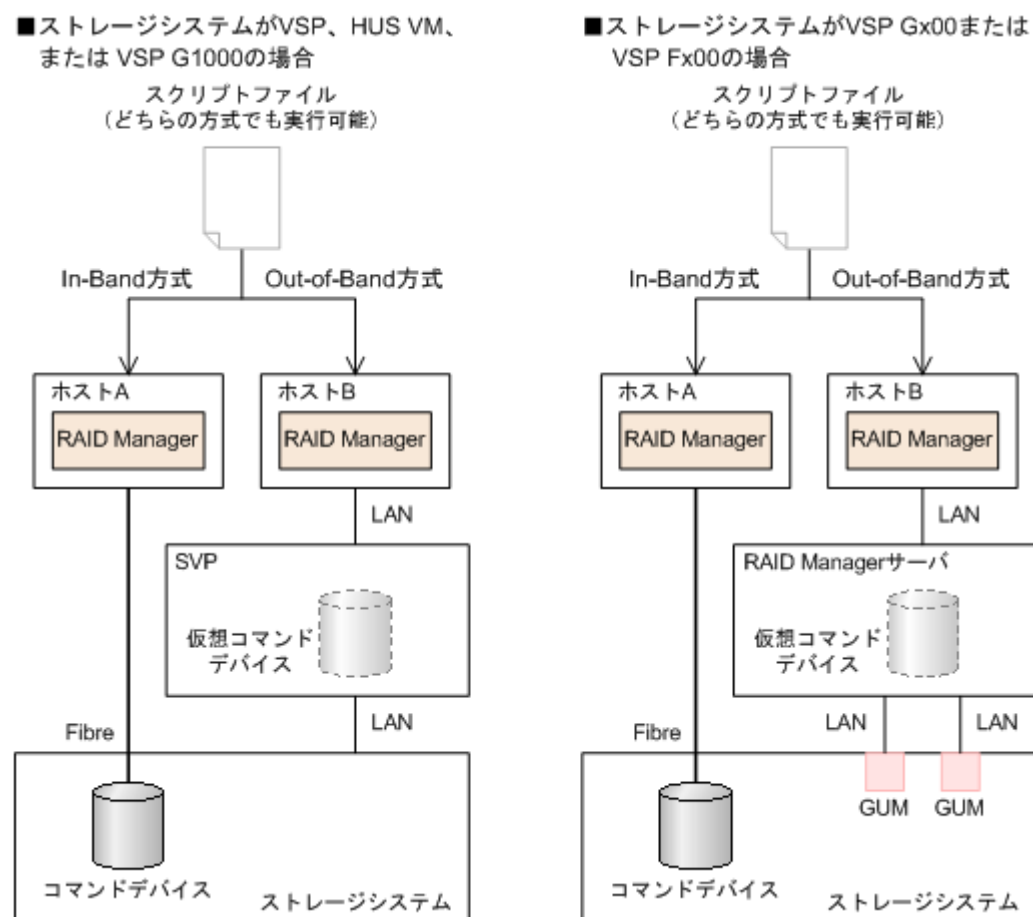 ■ストレージシステムがVSP、HUS VM、
または VSP G1000の場合
スクリプトファイル
（どちらの方式でも実行可能）
In-Band方式
Out-of-Band方式
ホストA
RAID Manager
ホストB
RAID Manager
LAN
SVP
仮想コマンド
デバイス
LAN
Fibre
コマンドデバイス
ストレージシステム
■ストレージシステムがVSP Gx00または
VSP Fx00の場合
スクリプトファイル
（どちらの方式でも実行可能）
In-Band方式
Out-of-Band方式
ホストA
RAID Manager
ホストB
RAID Manager
LAN
RAID Managerサーバ
仮想コマンド
デバイス
LAN
LAN
Fibre
GUM
GUM
コマンドデバイス
ストレージシステム